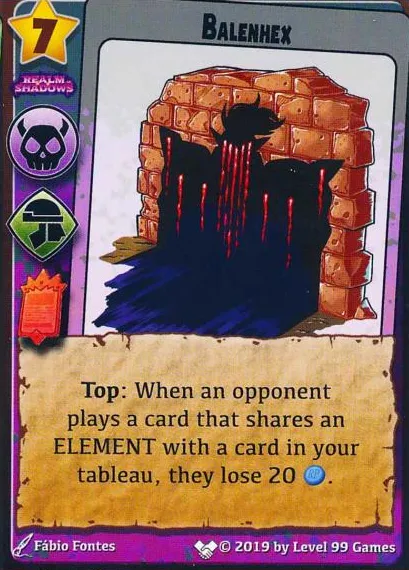 7
BALENHEX
REALM OF
SHADOWS
Top: When an opponent
plays a card that shares an
ELEMENT with a card in your
tableau, they lose 20 .
Fábio Fontes
© 2019 by Level 99 Games